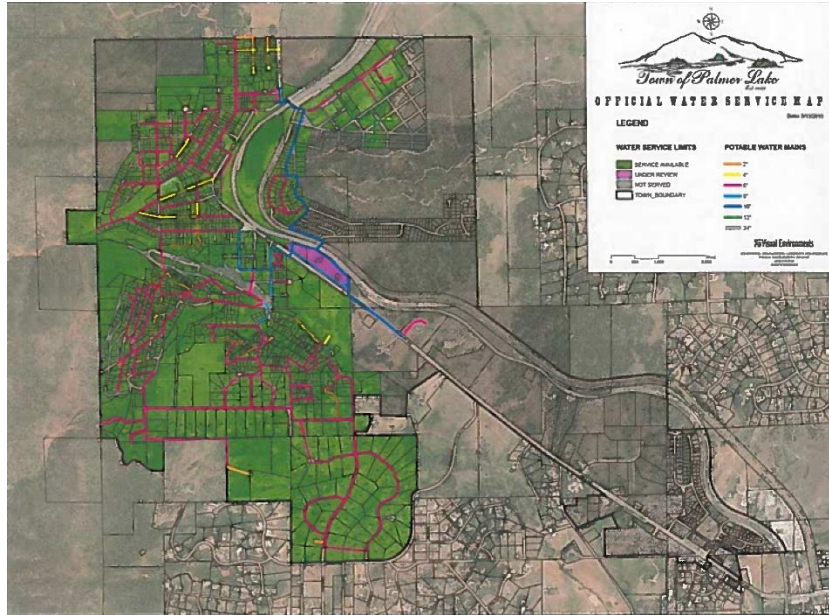 N
Town of Palmer Lake
OFFICIAL WATER SERVICE MAP
LEGEND
WATER SERVICE LIMITS
SERVICE AVAILABLE
UNDER REVIEW
NOT SERVED
TOWN_BOUNDARY
POTABLE WATER MAINS
2"
4"
6"
8"
10"
12"
24"
Visual Environments